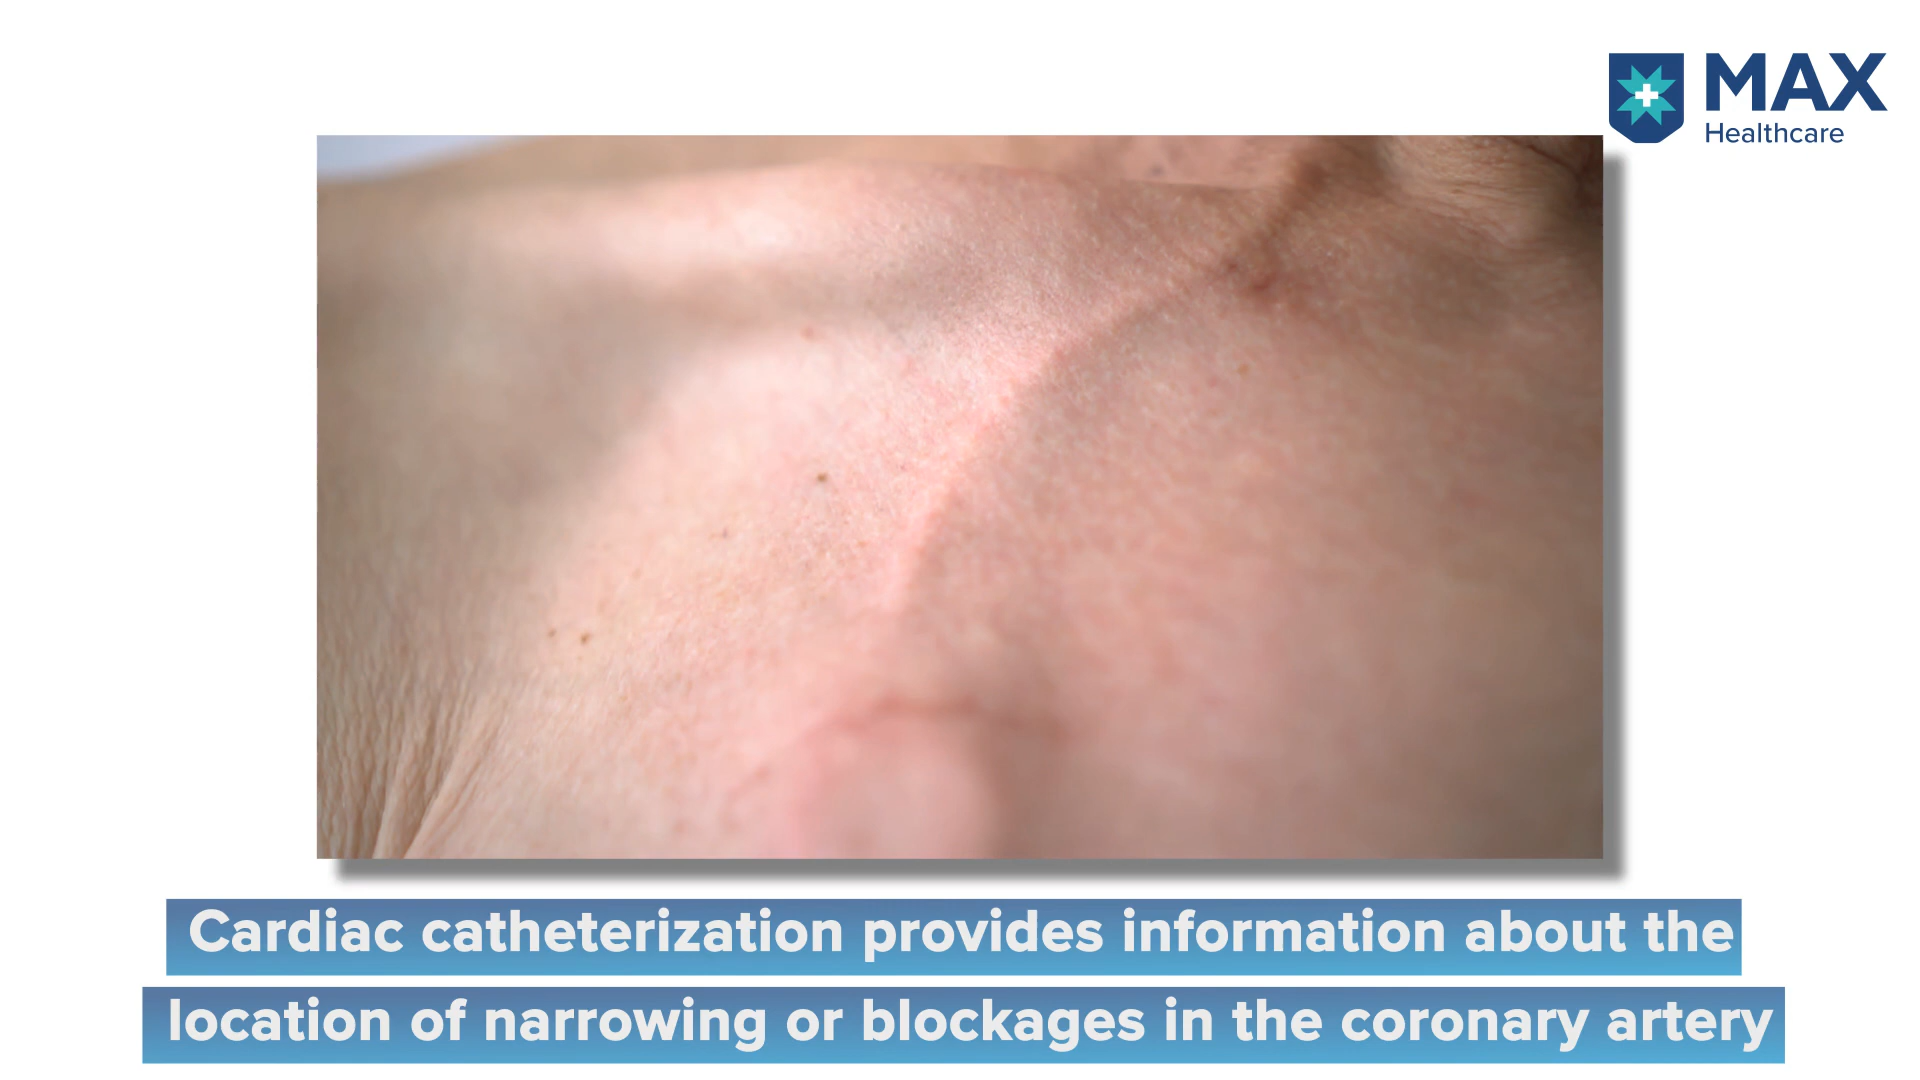 MAX
Healthcare
Cardiac catheterization provides information about the
location of narrowing or blockages in the coronary artery